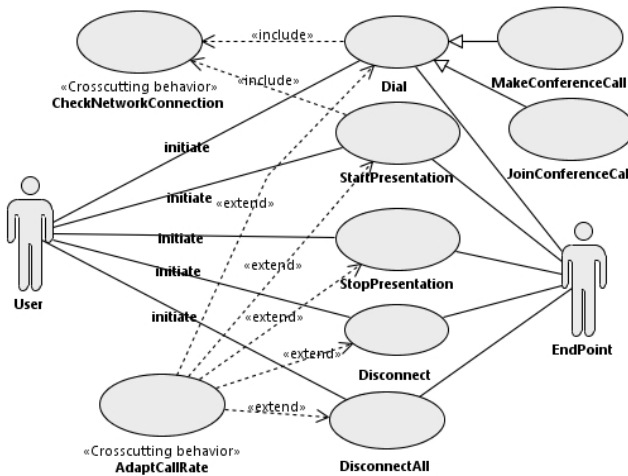 «include»
Dial
MakeConferenceCall
«Crosscutting behavior»
CheckNetworkConnection
«include»
JoinConferenceCall
initiate
StartPresentation
initiate
«extend»
initiate
«extend»
User
initiate
StopPresentation
initiate
«extend»
EndPoint
«extend»
Disconnect
«extend»
«Crosscutting behavior»
AdaptCallRate
DisconnectAll